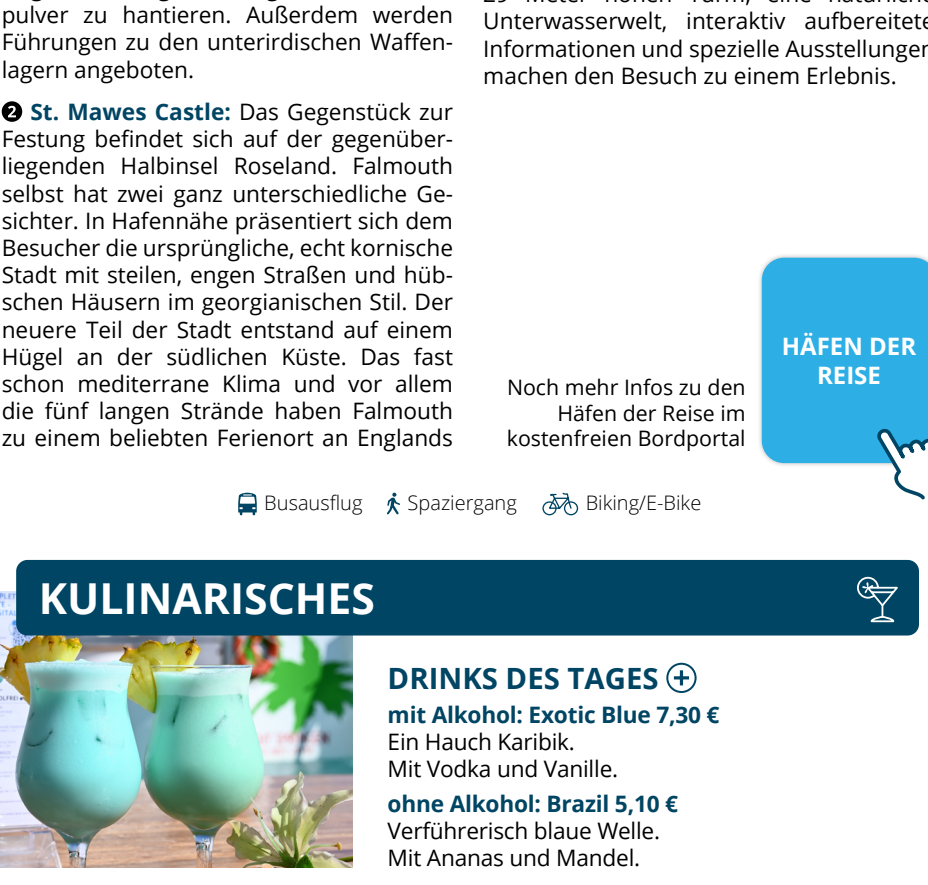 pulver zu hantieren. Außerdem werden
Führungen zu den unterirdischen Waffen-
lagern angeboten.
❷ St. Mawes Castle: Das Gegenstück zur
Festung befindet sich auf der gegenüber-
liegenden Halbinsel Roseland. Falmouth
selbst hat zwei ganz unterschiedliche Ge-
sichter. In Hafennähe präsentiert sich dem
Besucher die ursprüngliche, echt kornische
Stadt mit steilen, engen Straßen und hüb-
schen Häusern im georgianischen Stil. Der
neuere Teil der Stadt entstand auf einem
Hügel an der südlichen Küste. Das fast
schon mediterrane Klima und vor allem
die fünf langen Strände haben Falmouth
zu einem beliebten Ferienort an Englands
Unterwasserwelt, interaktiv aufbereitete
Informationen und spezielle Ausstellungen
machen den Besuch zu einem Erlebnis.
Noch mehr Infos zu den
Häfen der Reise im
kostenfreien Bordportal
HÄFEN DER
REISE
Busausflug Spaziergang Biking/E-Bike
KULINARISCHES
DRINKS DES TAGES
mit Alkohol: Exotic Blue 7,30 €
Ein Hauch Karibik.
Mit Vodka und Vanille.
ohne Alkohol: Brazil 5,10 €
Verführerisch blaue Welle.
Mit Ananas und Mandel.